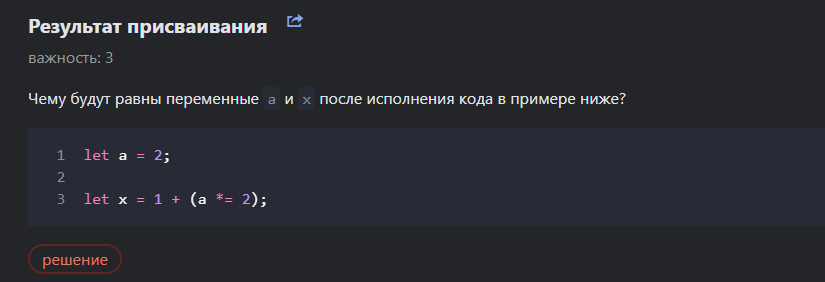 Результат присваивания
важность: 3
Чему будут равны переменные a и x после исполнения кода в примере ниже?
1 let a = 2;
2
3 let x = 1 + (a *= 2);
решение